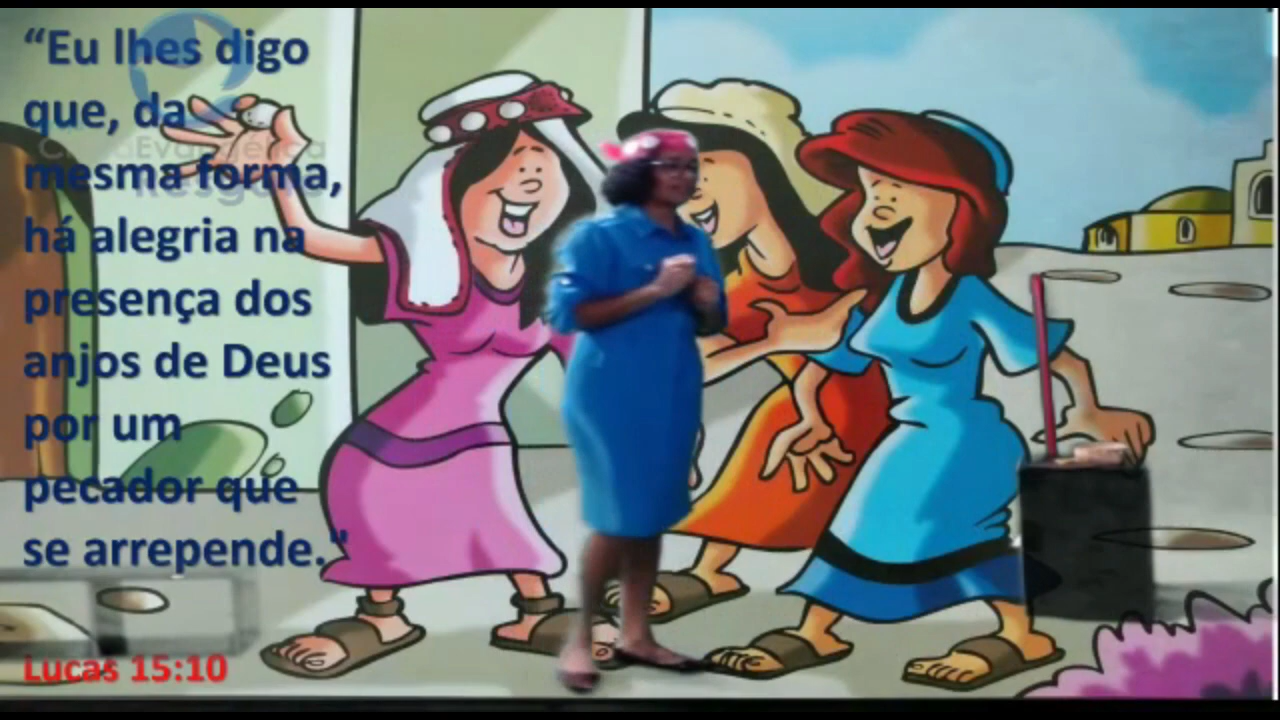 “Eu lhes digo
que, da
mesma forma,
há alegria na
presença dos
anjos de Deus
por um
pecador que
se arrepende."
Lucas 15:10
Evangélica